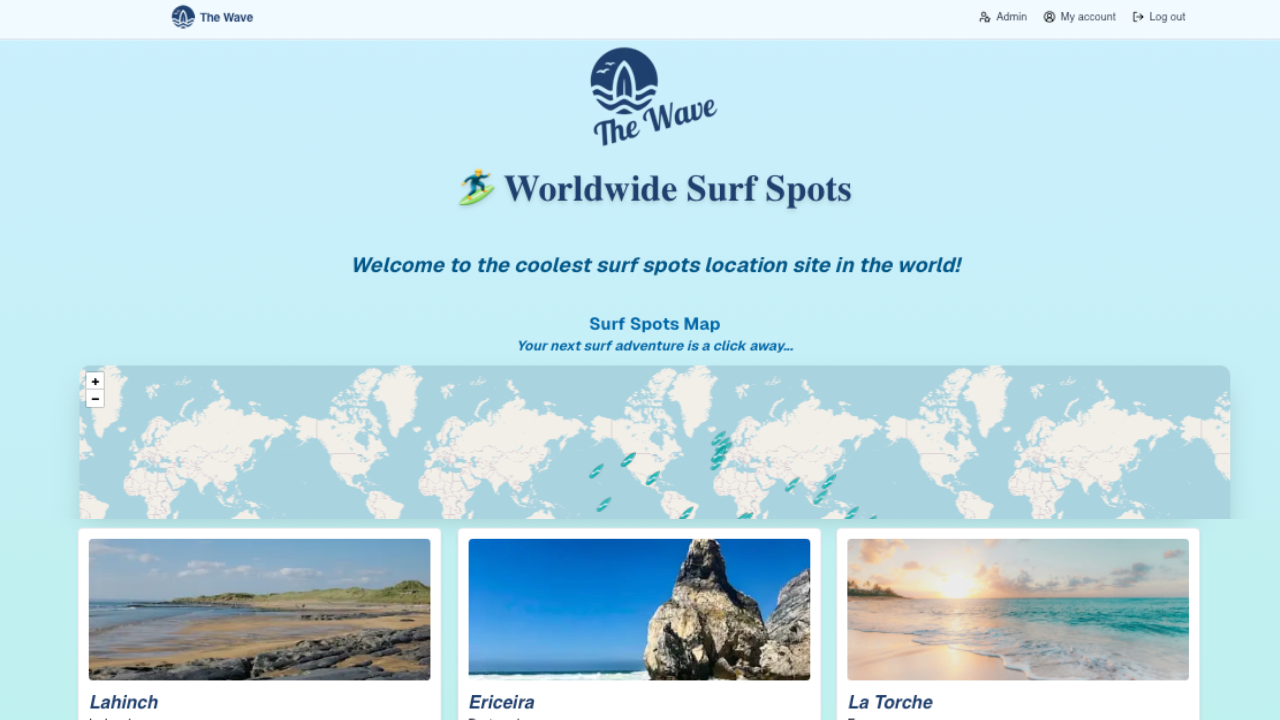 The Wave
Admin
My account
Log out
The Wave
Worldwide Surf Spots
Welcome to the coolest surf spots location site in the world!
Surf Spots Map
Your next surf adventure is a click away...
+
−
Lahinch
Ericeira
La Torche